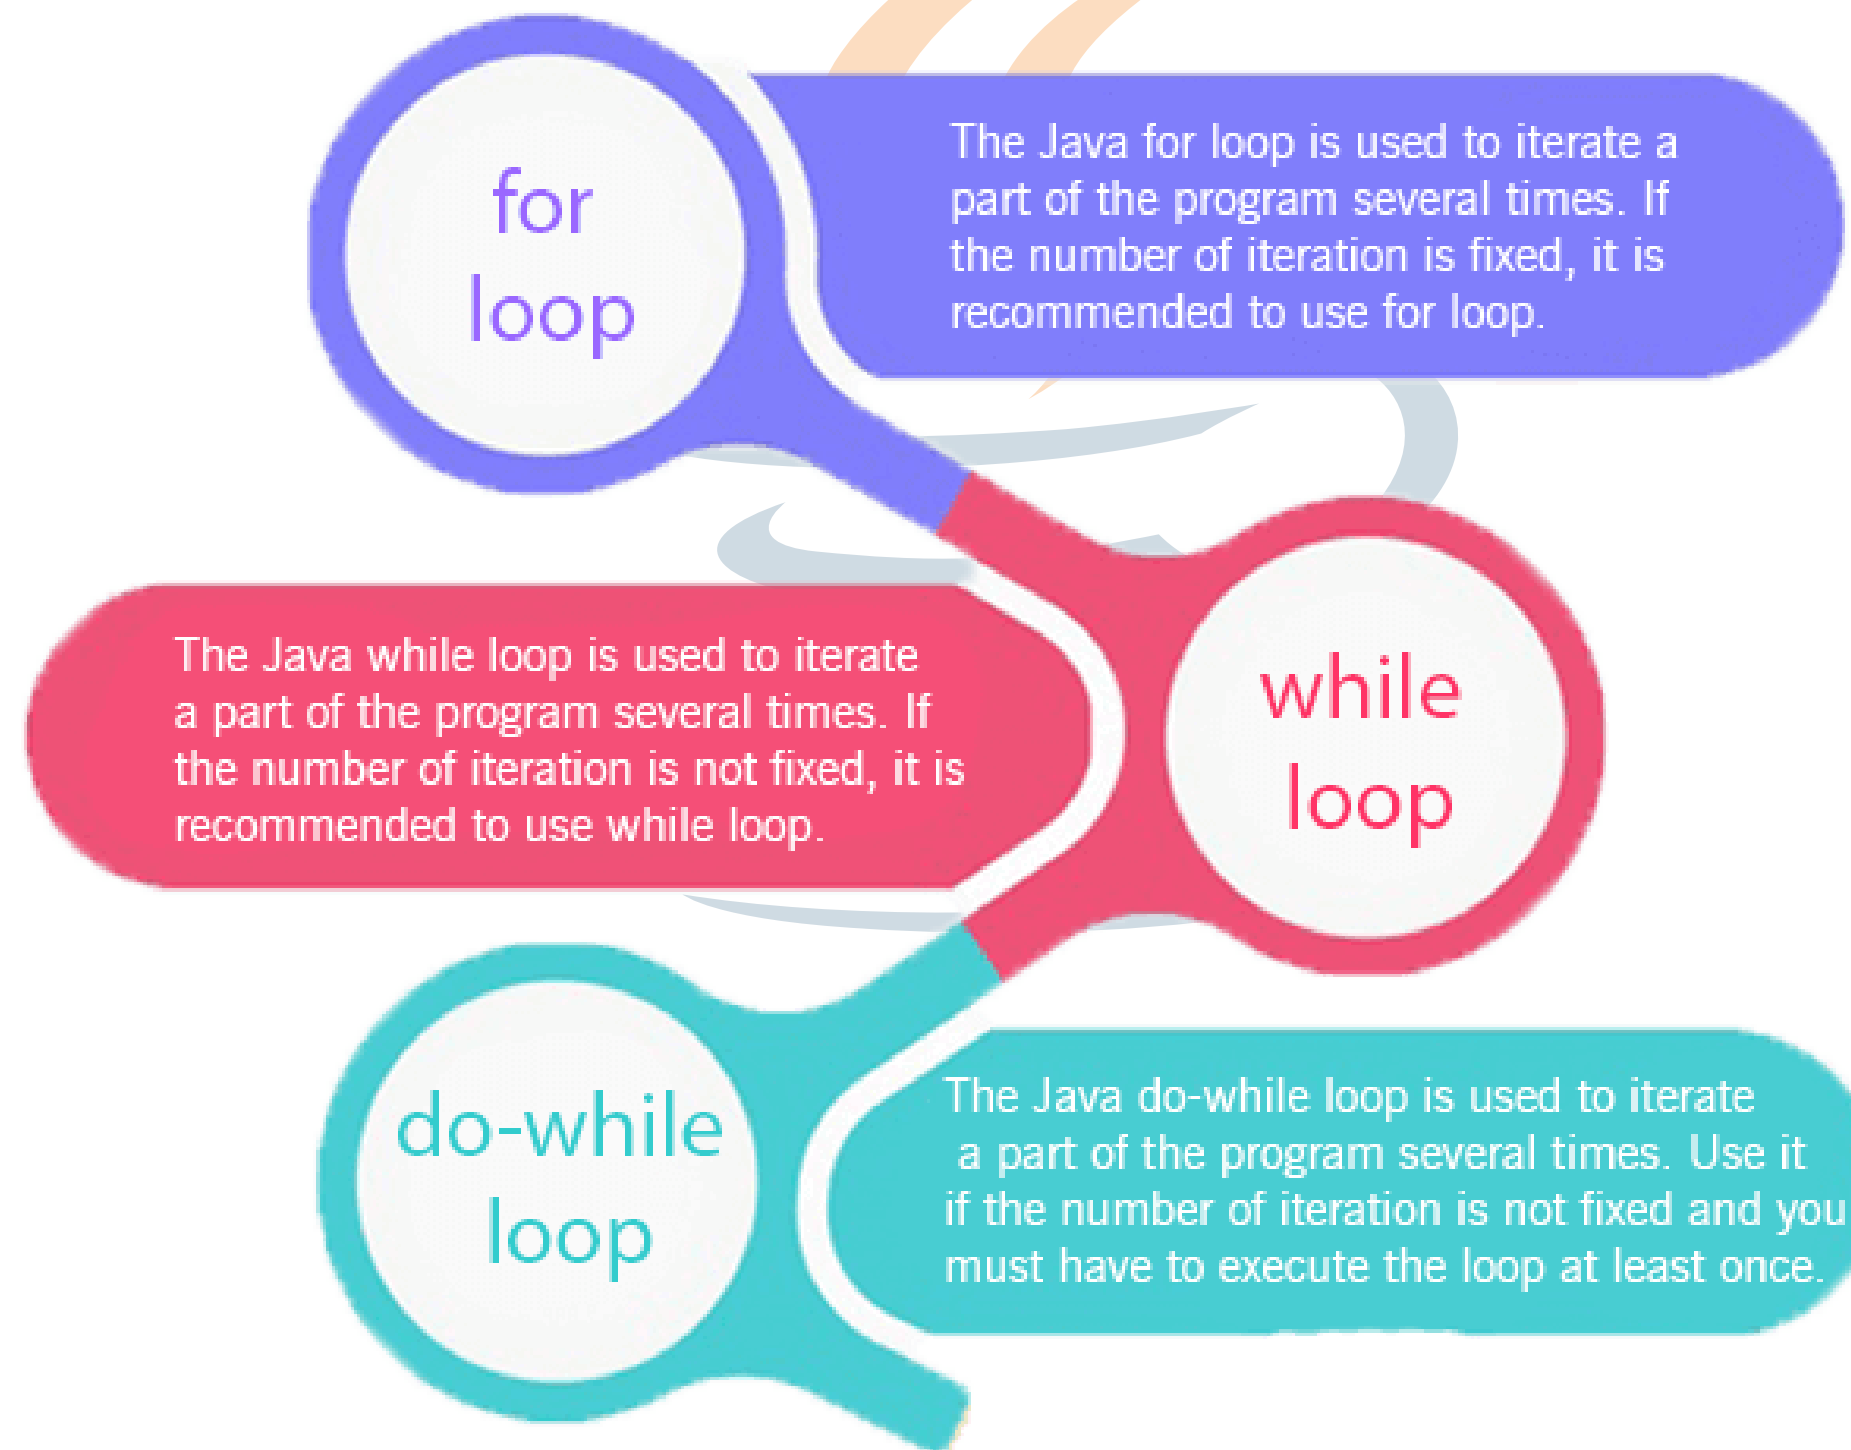 for
loop
The Java for loop is used to iterate a
part of the program several times. If
the number of iteration is fixed, it is
recommended to use for loop.
The Java while loop is used to iterate
a part of the program several times. If
the number of iteration is not fixed, it is
recommended to use while loop.
while
loop
do-while
loop
The Java do-while loop is used to iterate
a part of the program several times. Use it
if the number of iteration is not fixed and you
must have to execute the loop at least once.